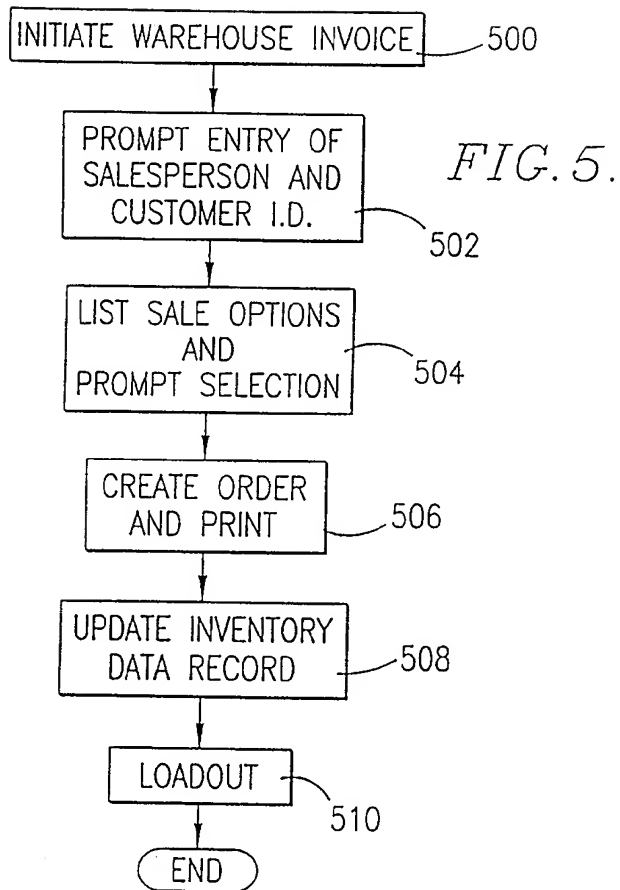 INITIATE WAREHOUSE INVOICE
500
PROMPT ENTRY OF
SALESPERSON AND
CUSTOMER I.D.
502
FIG. 5.
LIST SALE OPTIONS
AND
PROMPT SELECTION
504
CREATE ORDER
AND PRINT
506
UPDATE INVENTORY
DATA RECORD
508
LOADOUT
510
END